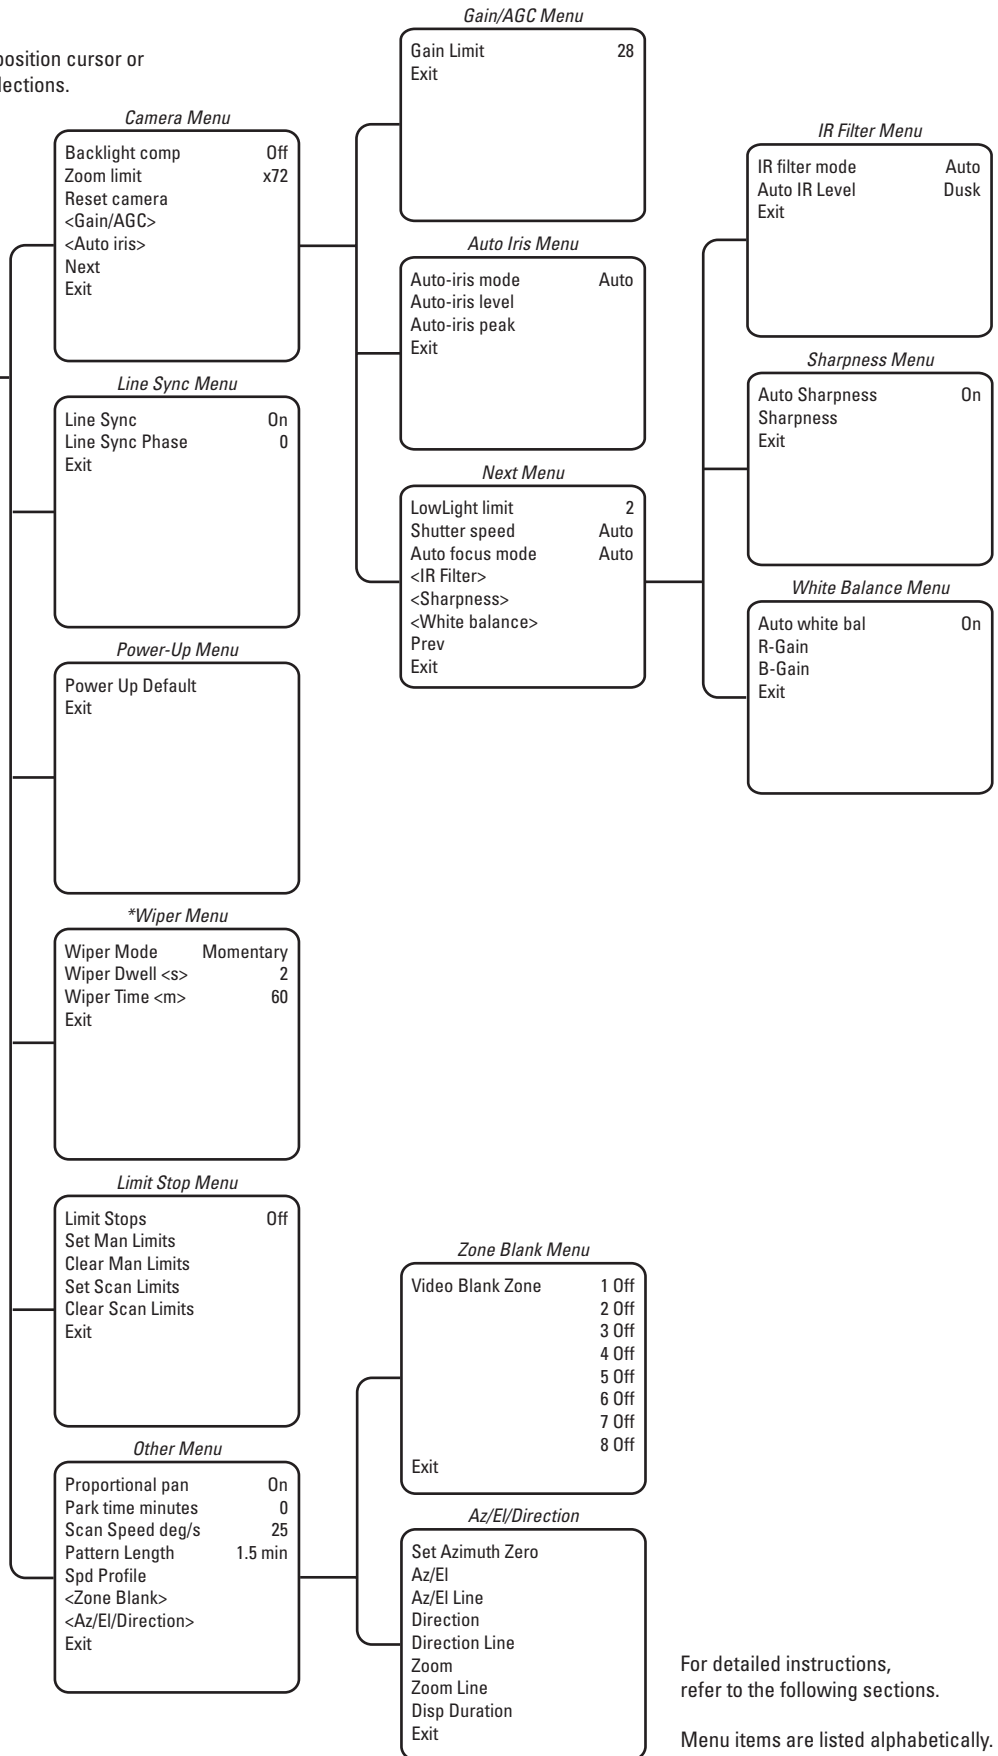 position cursor or
lections.
Camera Menu
Backlight comp Off
Zoom limit x72
Reset camera
<Gain/AGC>
<Auto iris>
Next
Exit
Line Sync Menu
Line Sync On
Line Sync Phase 0
Exit
Power-Up Menu
Power Up Default
Exit
*Wiper Menu
Wiper Mode Momentary
Wiper Dwell <s> 2
Wiper Time <m> 60
Exit
Limit Stop Menu
Limit Stops Off
Set Man Limits
Clear Man Limits
Set Scan Limits
Clear Scan Limits
Exit
Other Menu
Proportional pan On
Park time minutes 0
Scan Speed deg/s 25
Pattern Length 1.5 min
Spd Profile
<Zone Blank>
<Az/El/Direction>
Exit
Gain/AGC Menu
Gain Limit 28
Exit
Auto Iris Menu
Auto-iris mode Auto
Auto-iris level
Auto-iris peak
Exit
Next Menu
LowLight limit 2
Shutter speed Auto
Auto focus mode Auto
<IR Filter>
<Sharpness>
<White balance>
Prev
Exit
IR Filter Menu
IR filter mode Auto
Auto IR Level Dusk
Exit
Sharpness Menu
Auto Sharpness On
Sharpness
Exit
White Balance Menu
Auto white bal On
R-Gain
B-Gain
Exit
Zone Blank Menu
Video Blank Zone 1 Off
2 Off
3 Off
4 Off
5 Off
6 Off
7 Off
8 Off
Exit
Az/El/Direction
Set Azimuth Zero
Az/El
Az/El Line
Direction
Direction Line
Zoom
Zoom Line
Disp Duration
Exit
For detailed instructions,
refer to the following sections.
Menu items are listed alphabetically.